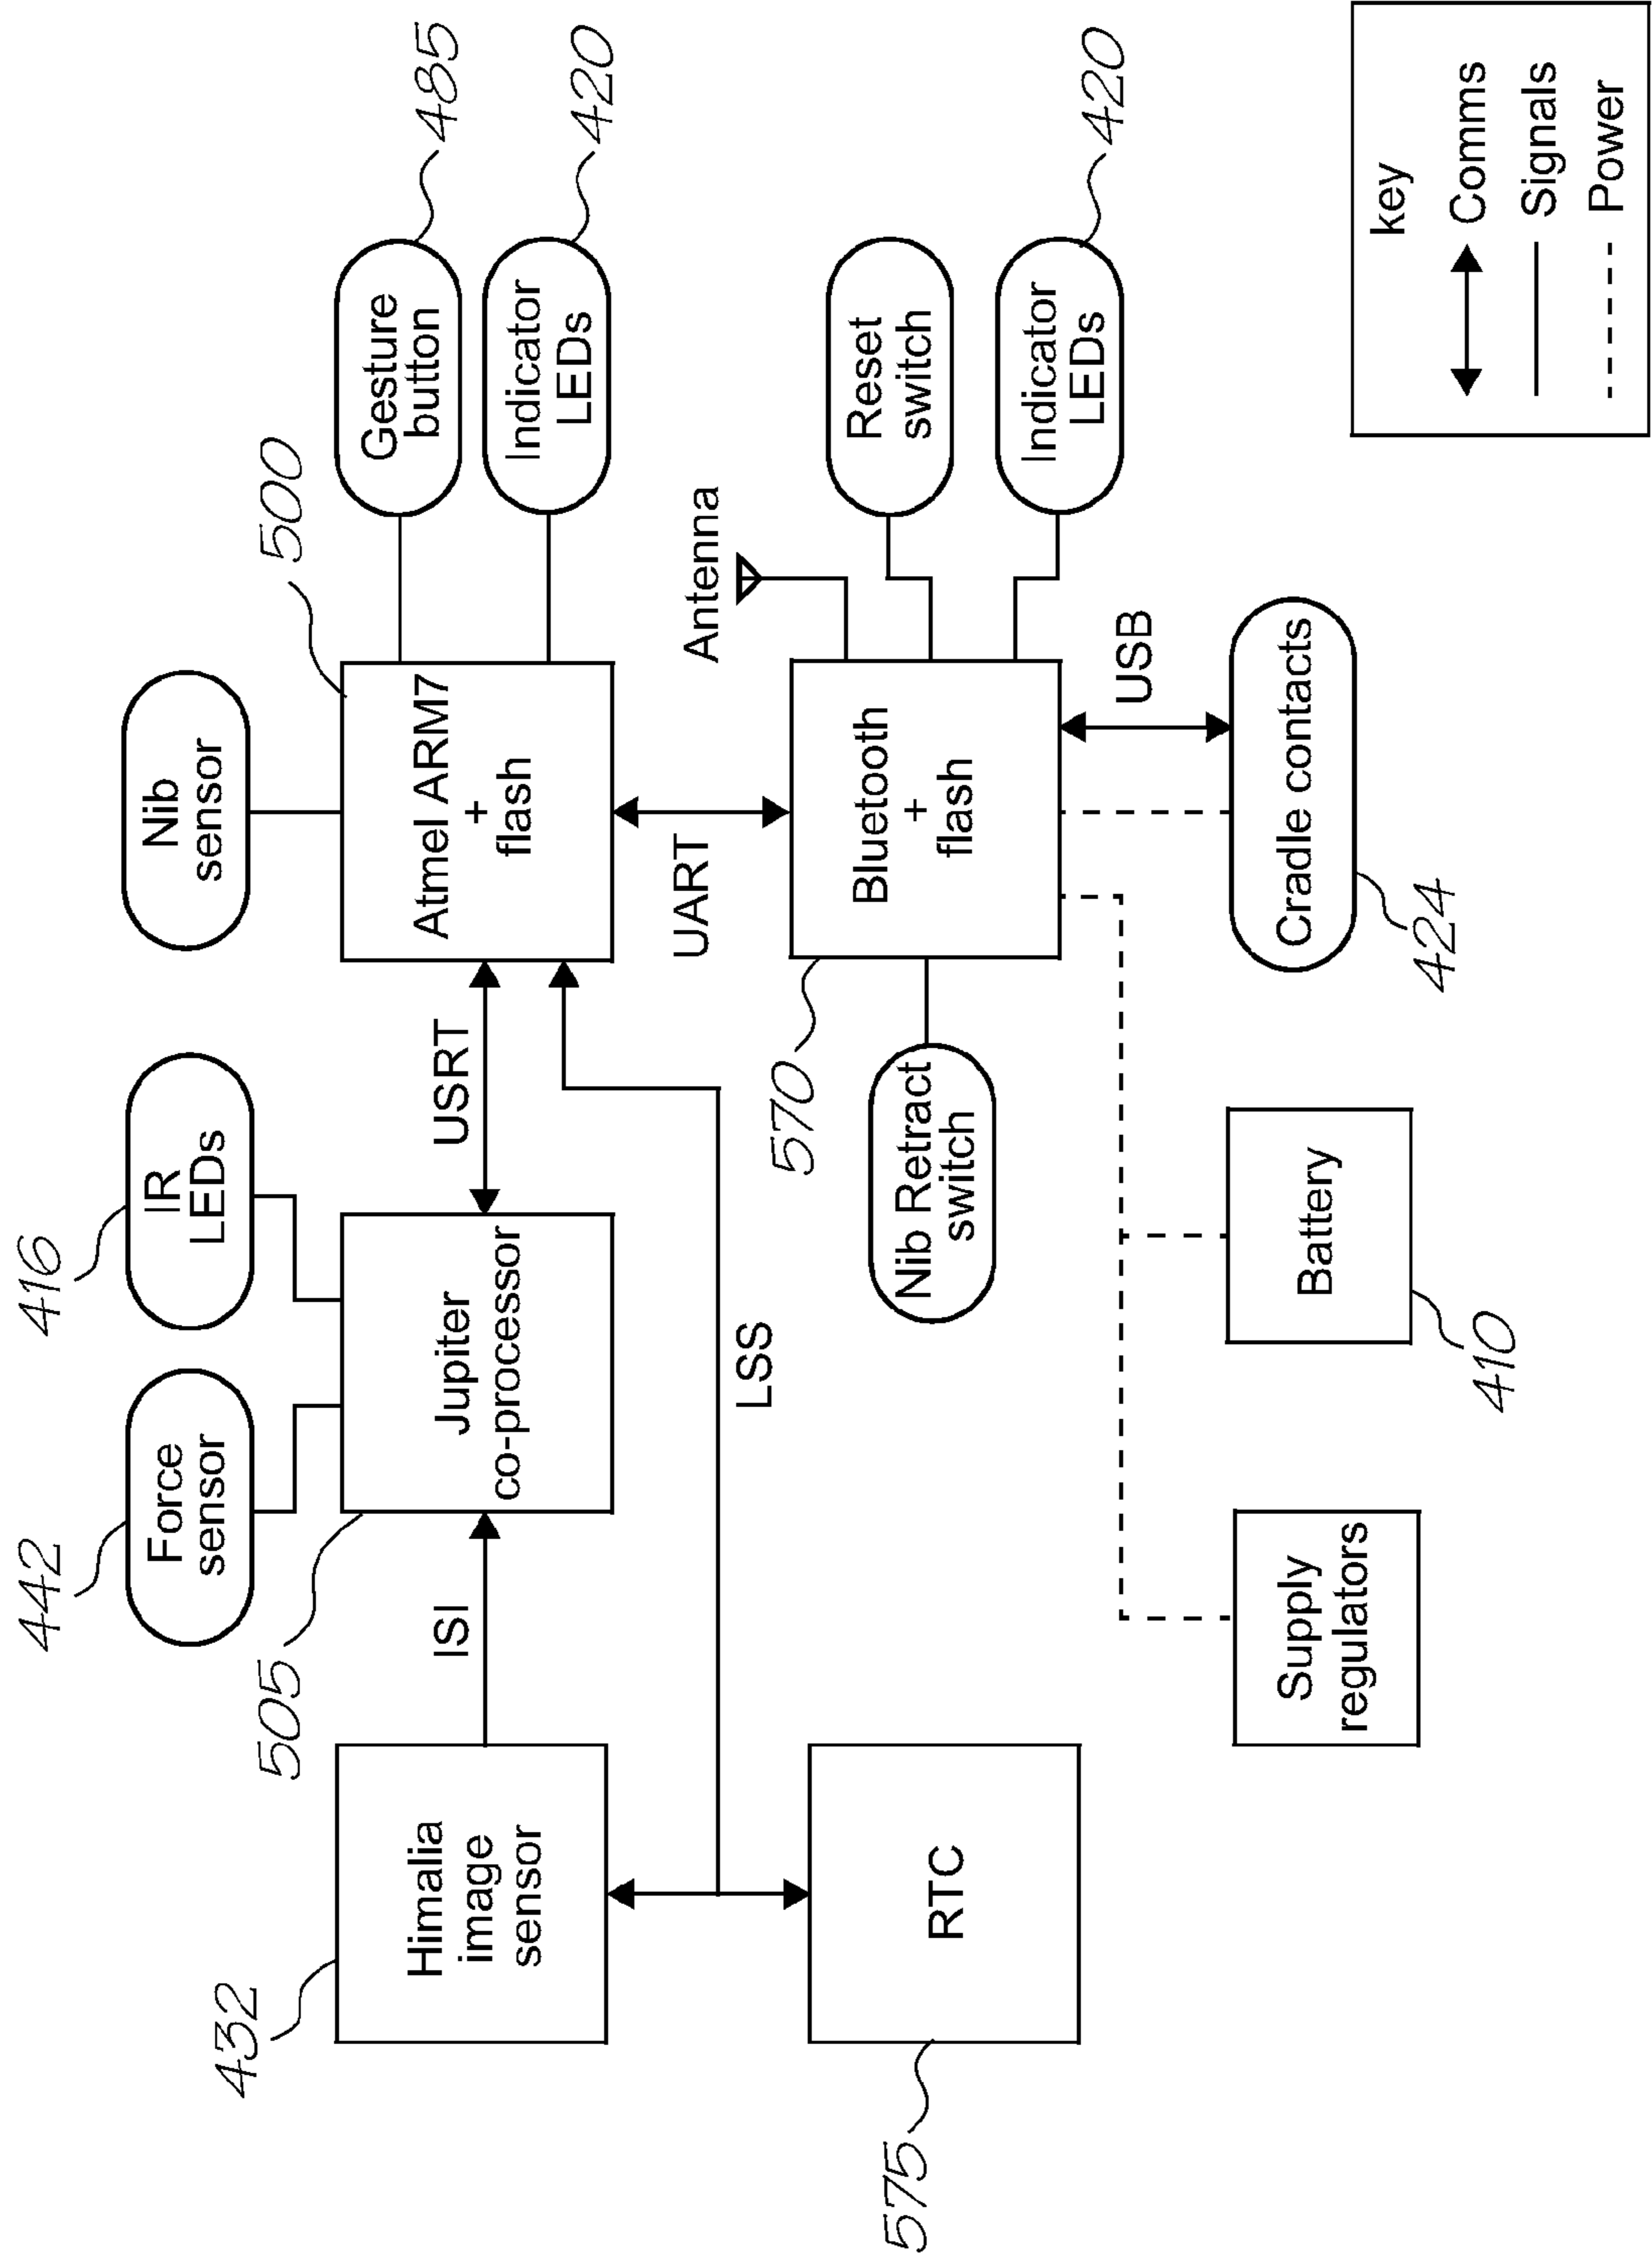 442
416
Force
sensor
IR
LEDs
Nib
sensor
432
505
500
485
Himalia
image
sensor
ISI
Jupiter
co-processor
USRT
Atmel ARM7
+
flash
Gesture
button
Indicator
LEDs
420
LSS
UART
Antenna
575
RTC
570
Nib Retract
switch
Bluetooth
+
flash
Reset
switch
Indicator
LEDs
420
USB
Supply
regulators
Battery
410
Cradle contacts
424
key
Comms
Signals
Power